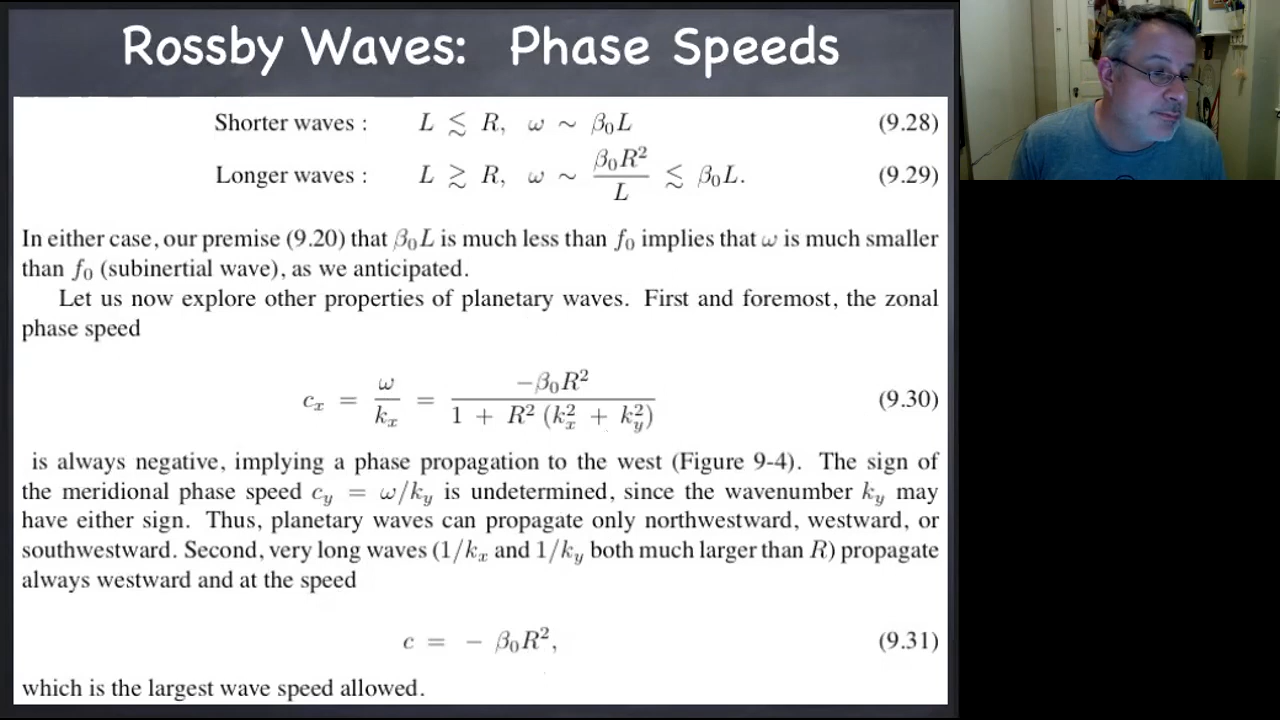 Rossby Waves: Phase Speeds
Shorter waves : L ≲ R, ω ∼ β₀L (9.28)
Longer waves : L ≳ R, ω ∼ β₀R²/L ≲ β₀L. (9.29)
In either case, our premise (9.20) that β₀L is much less than f₀ implies that ω is much smaller
than f₀ (subinertial wave), as we anticipated.
Let us now explore other properties of planetary waves. First and foremost, the zonal
phase speed
cₓ = ω/kₓ = −β₀R² / (1 + R² (kₓ² + k_y²)) (9.30)
is always negative, implying a phase propagation to the west (Figure 9-4). The sign of
the meridional phase speed c_y = ω/k_y is undetermined, since the wavenumber k_y may
have either sign. Thus, planetary waves can propagate only northwestward, westward, or
southwestward. Second, very long waves (1/kₓ and 1/k_y both much larger than R) propagate
always westward and at the speed
c = − β₀R², (9.31)
which is the largest wave speed allowed.